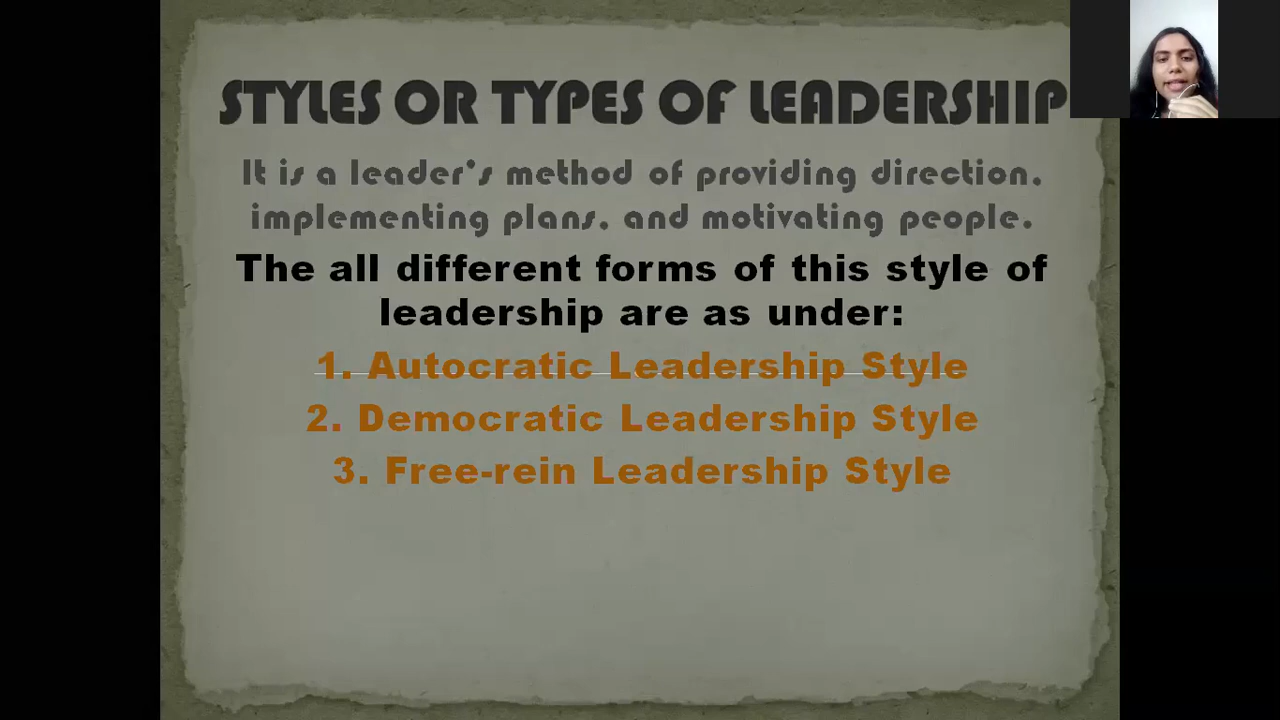 STYLES OR TYPES OF LEADERSHIP
It is a leader's method of providing direction,
implementing plans, and motivating people.
The all different forms of this style of
leadership are as under:
1. Autocratic Leadership Style
2. Democratic Leadership Style
3. Free-rein Leadership Style